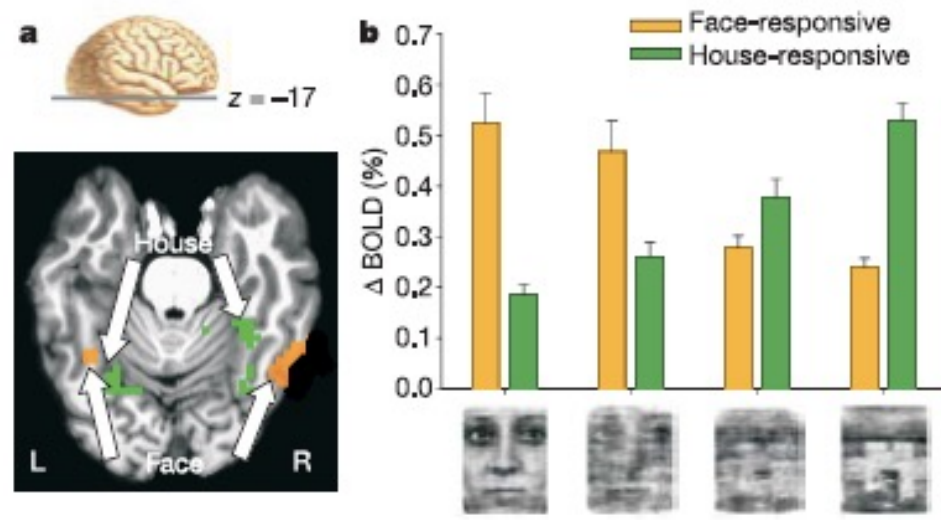 a
z = –17
House
Face
L
R
b
Face-responsive
House-responsive
Δ BOLD (%)
0.7
0.6
0.5
0.4
0.3
0.2
0.1
0.0